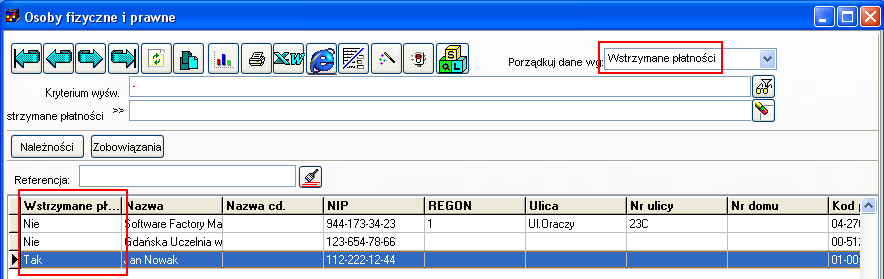 Osoby fizyczne i prawne
XW SQL Porządkuj dane wg: Wstrzymane płatności
Kryterium wyśw. -
strzymane płatności >>
Należności Zobowiązania
Referencja:
Wstrzymane pł... Nazwa Nazwa cd. NIP REGON Ulica Nr ulicy Nr domu Kod p
Nie Software Factory Ma 944-173-34-23 1 Ul.Oraczy 23C 04-270
Nie Gdańska Uczelnia w 123-654-78-66 00-512
Tak Jan Nowak 112-222-12-44 01-00